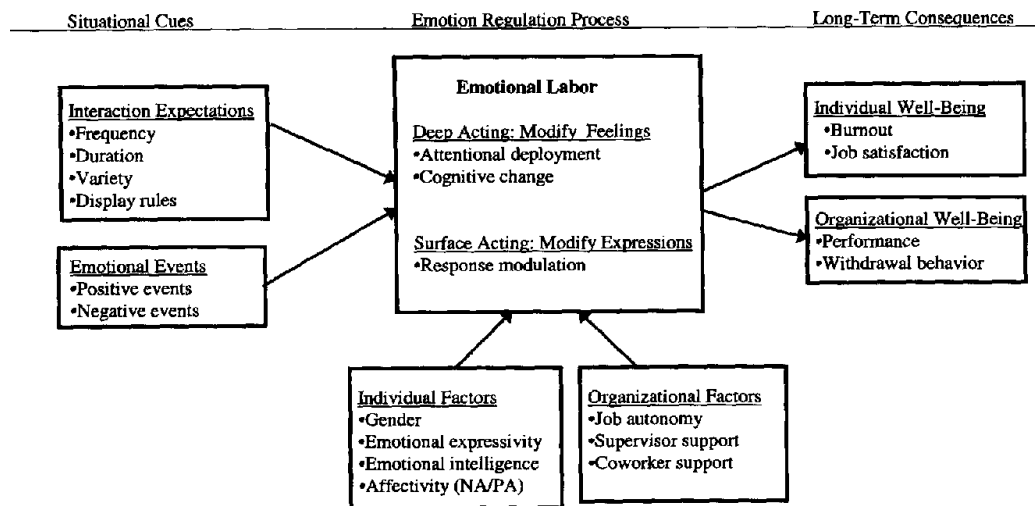 Situational Cues
Emotion Regulation Process
Long-Term Consequences
Interaction Expectations
•Frequency
•Duration
•Variety
•Display rules
Emotional Events
•Positive events
•Negative events
Emotional Labor
Deep Acting: Modify Feelings
•Attentional deployment
•Cognitive change
Surface Acting: Modify Expressions
•Response modulation
Individual Well-Being
•Burnout
•Job satisfaction
Organizational Well-Being
•Performance
•Withdrawal behavior
Individual Factors
•Gender
•Emotional expressivity
•Emotional intelligence
•Affectivity (NA/PA)
Organizational Factors
•Job autonomy
•Supervisor support
•Coworker support